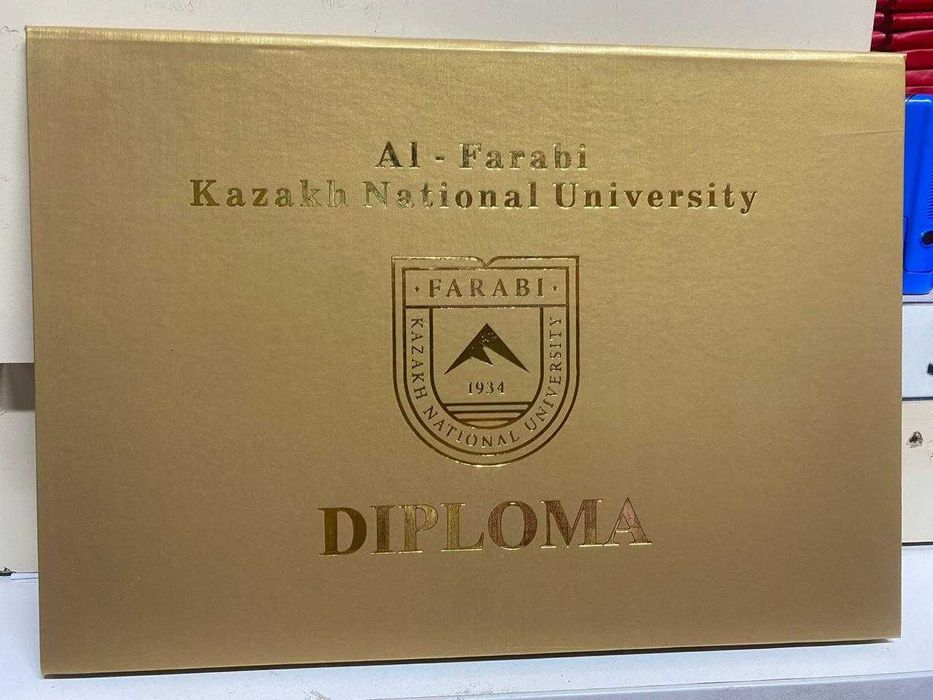 Al - Farabi
Kazakh National University
· FARABI ·
1934
KAZAKH NATIONAL UNIVERSITY
DIPLOMA